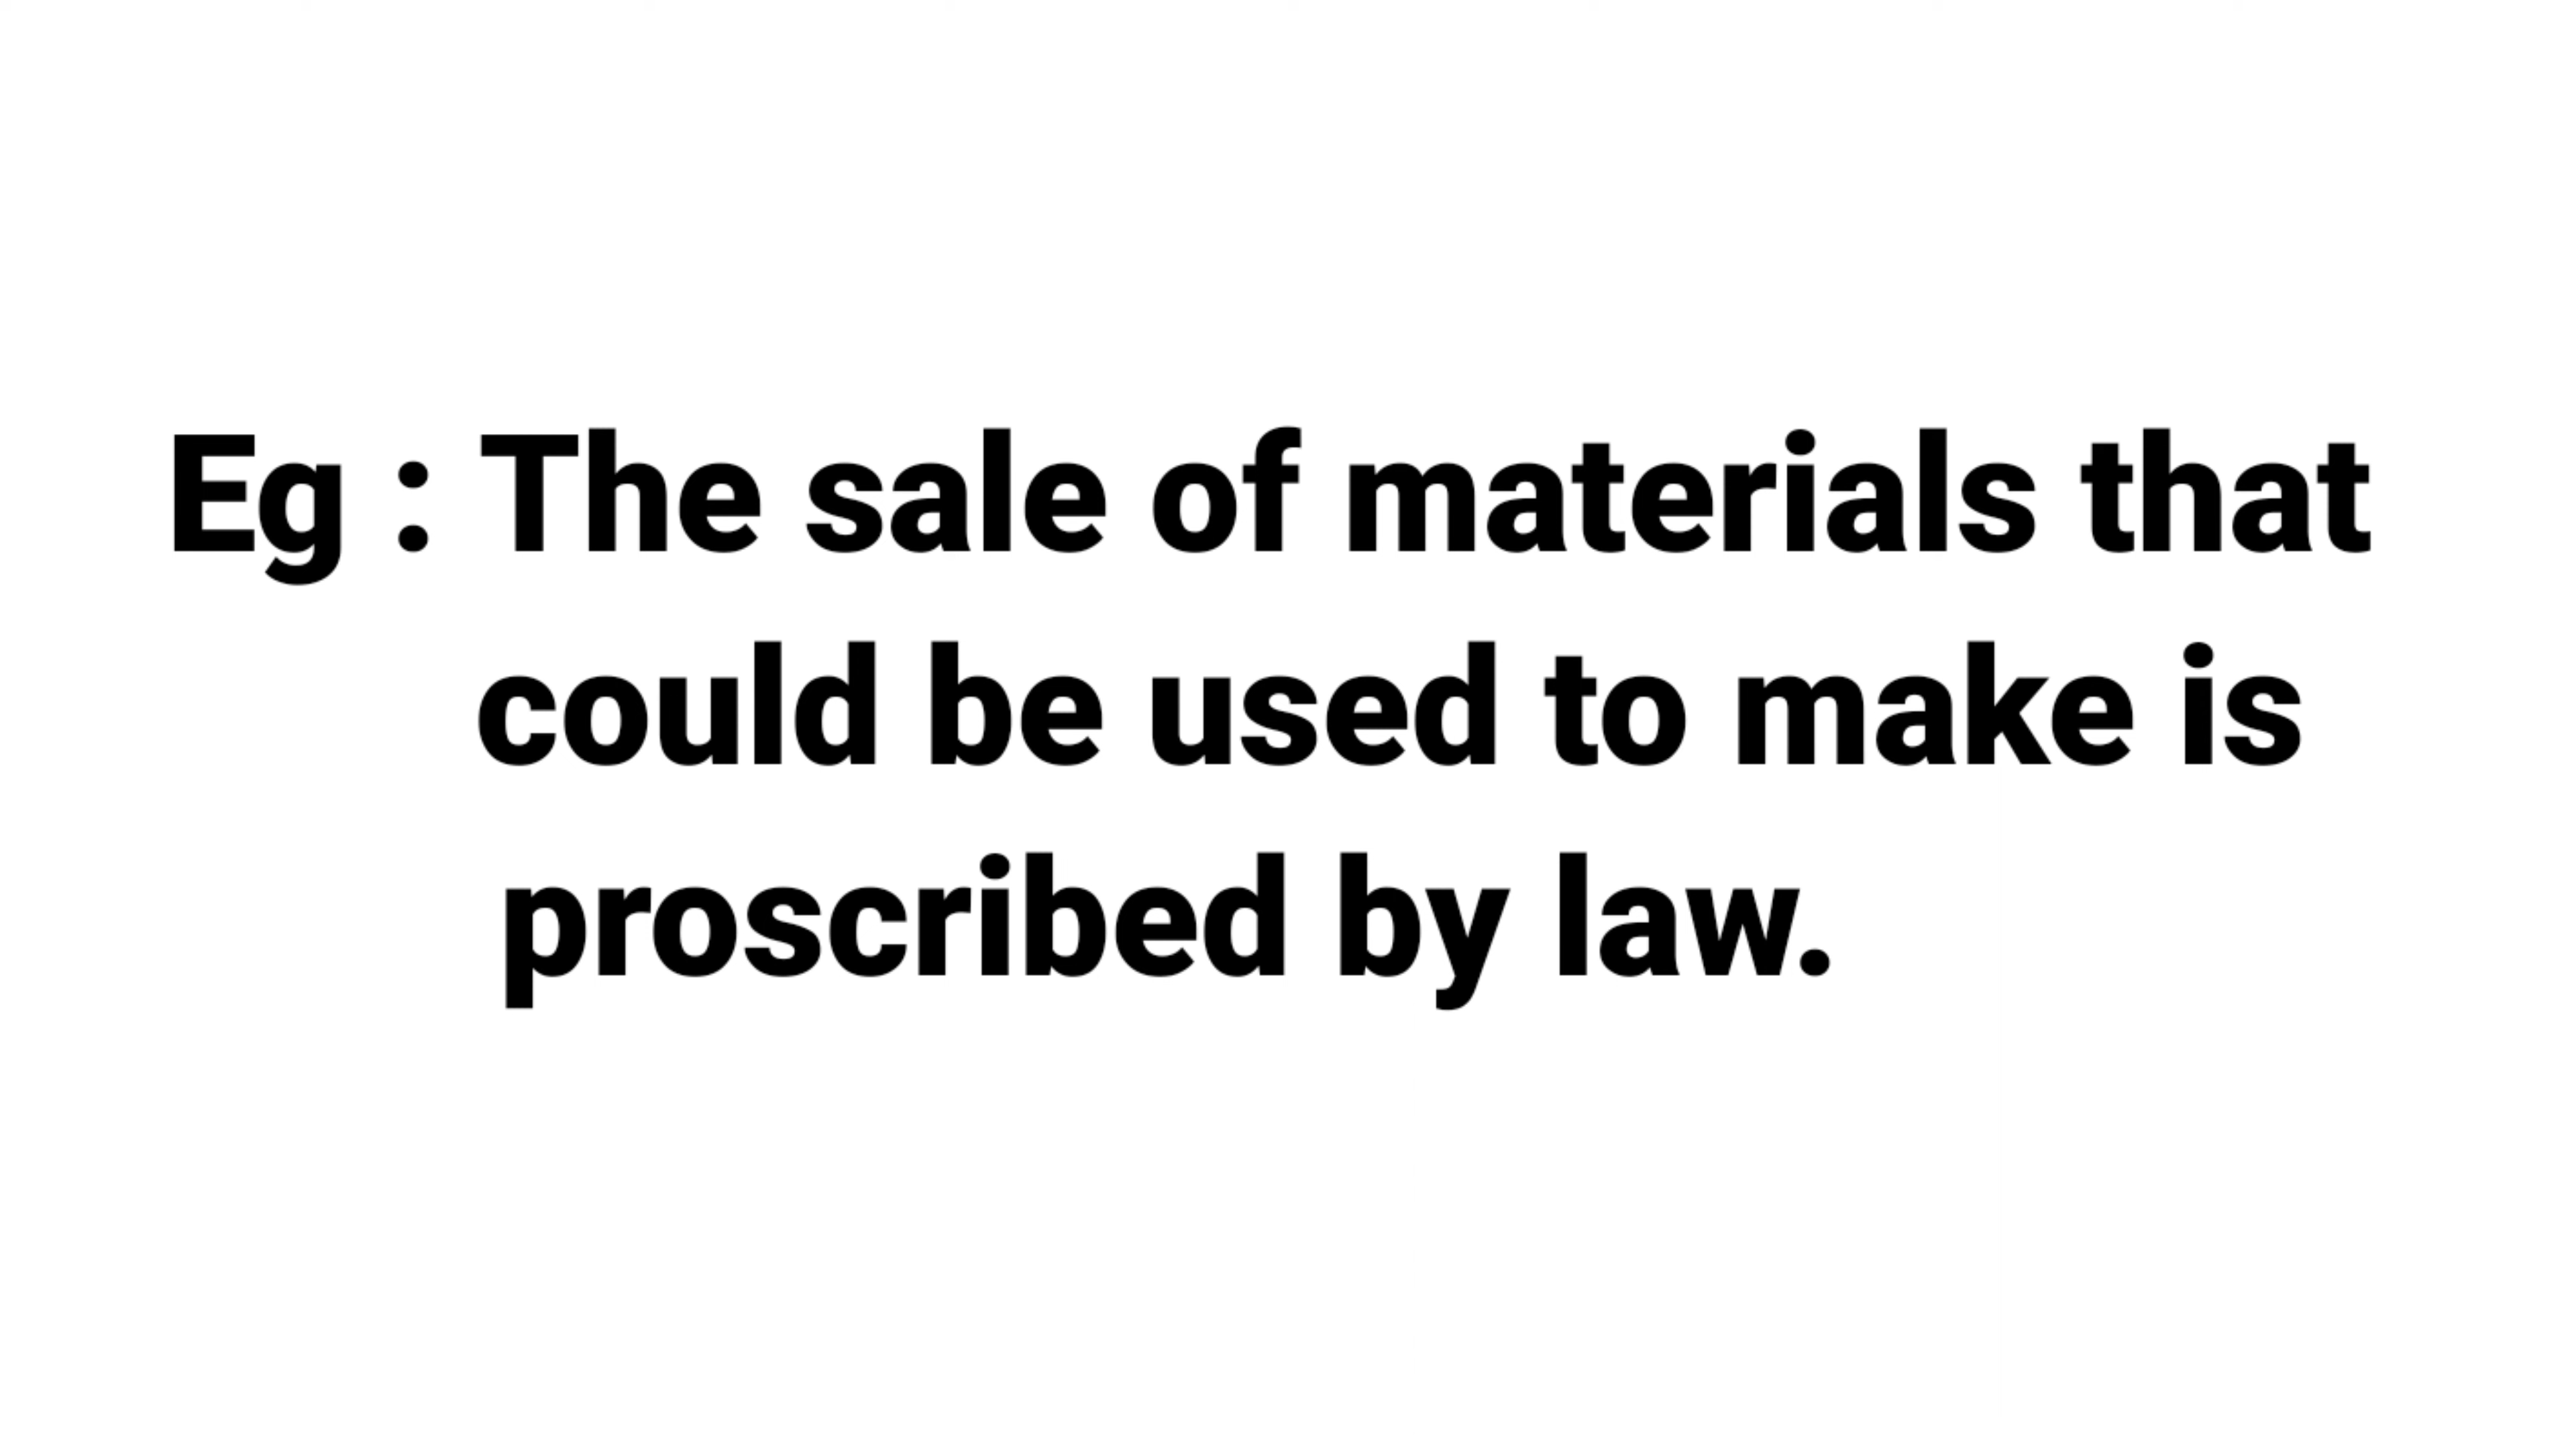 Eg : The sale of materials that
could be used to make is
proscribed by law.